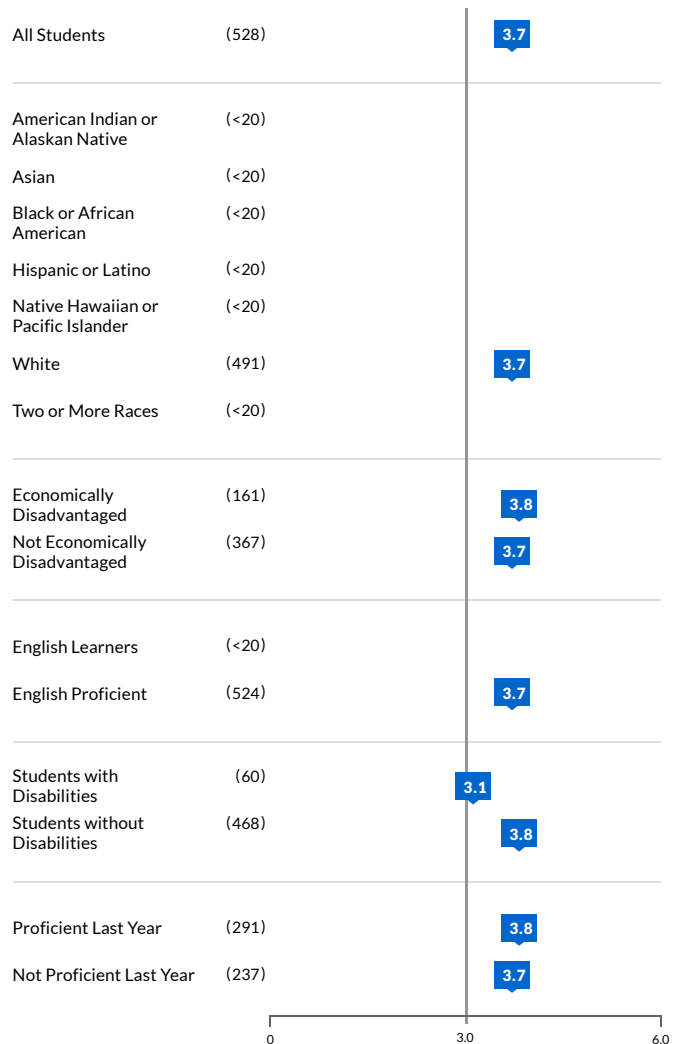 All Students (528) 3.7
American Indian or (<20)
Alaskan Native
Asian (<20)
Black or African (<20)
American
Hispanic or Latino (<20)
Native Hawaiian or (<20)
Pacific Islander
White (491) 3.7
Two or More Races (<20)
Economically (161) 3.8
Disadvantaged
Not Economically (367) 3.7
Disadvantaged
English Learners (<20)
English Proficient (524) 3.7
Students with (60) 3.1
Disabilities
Students without (468) 3.8
Disabilities
Proficient Last Year (291) 3.8
Not Proficient Last Year (237) 3.7
0 3.0 6.0